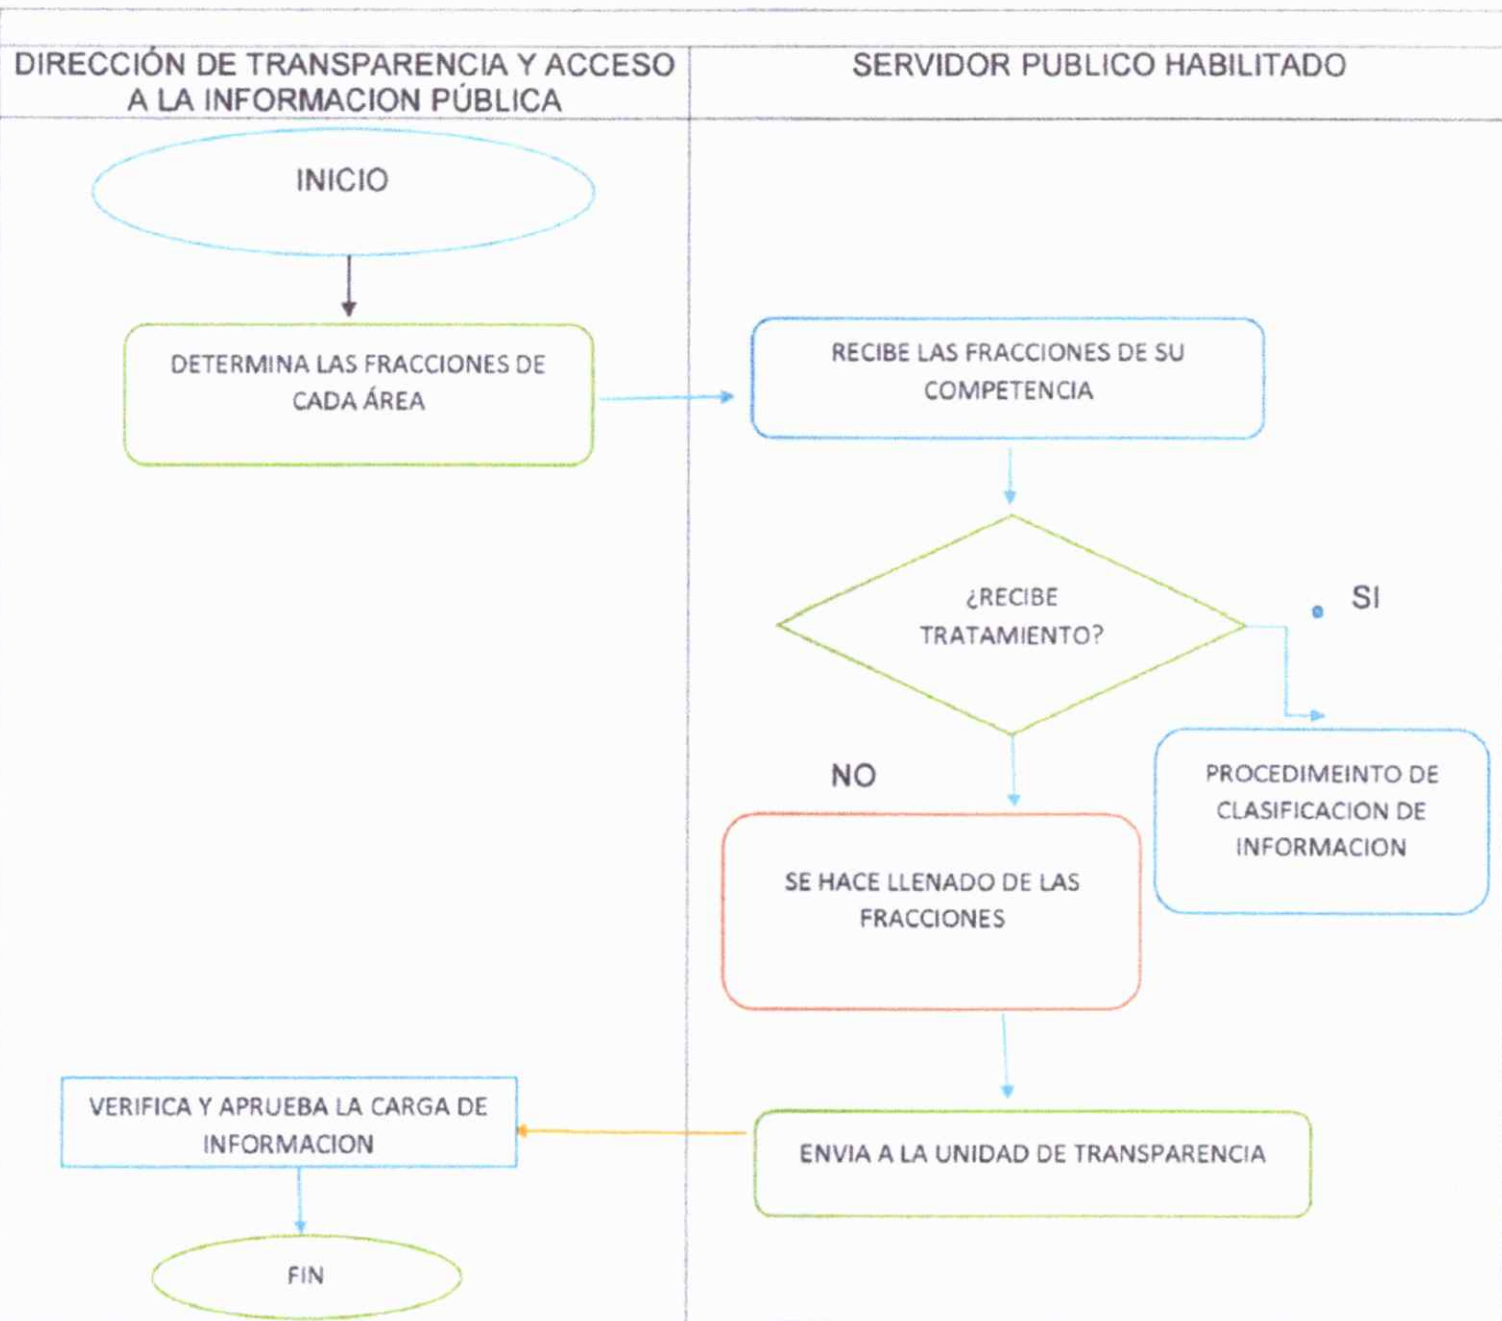 DIRECCIÓN DE TRANSPARENCIA Y ACCESO
A LA INFORMACION PÚBLICA
SERVIDOR PUBLICO HABILITADO
INICIO
DETERMINA LAS FRACCIONES DE
CADA ÁREA
RECIBE LAS FRACCIONES DE SU
COMPETENCIA
¿RECIBE
TRATAMIENTO?
SI
NO
PROCEDIMEINTO DE
CLASIFICACION DE
INFORMACION
SE HACE LLENADO DE LAS
FRACCIONES
ENVIA A LA UNIDAD DE TRANSPARENCIA
VERIFICA Y APRUEBA LA CARGA DE
INFORMACION
FIN